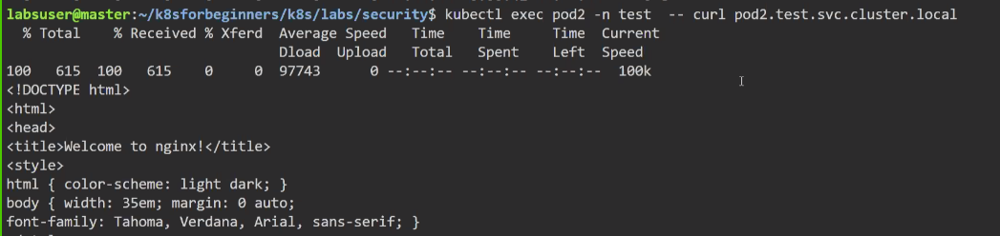 labsuser@master:~/k8sforbeginners/k8s/labs/security$ kubectl exec pod2 -n test  -- curl pod2.test.svc.cluster.local
  % Total    % Received % Xferd  Average Speed   Time    Time     Time  Current
                                 Dload  Upload   Total   Spent    Left  Speed
100   615  100   615    0     0  97743      0 --:--:-- --:--:-- --:--:--  100k
<!DOCTYPE html>
<html>
<head>
<title>Welcome to nginx!</title>
<style>
html { color-scheme: light dark; }
body { width: 35em; margin: 0 auto;
font-family: Tahoma, Verdana, Arial, sans-serif; }